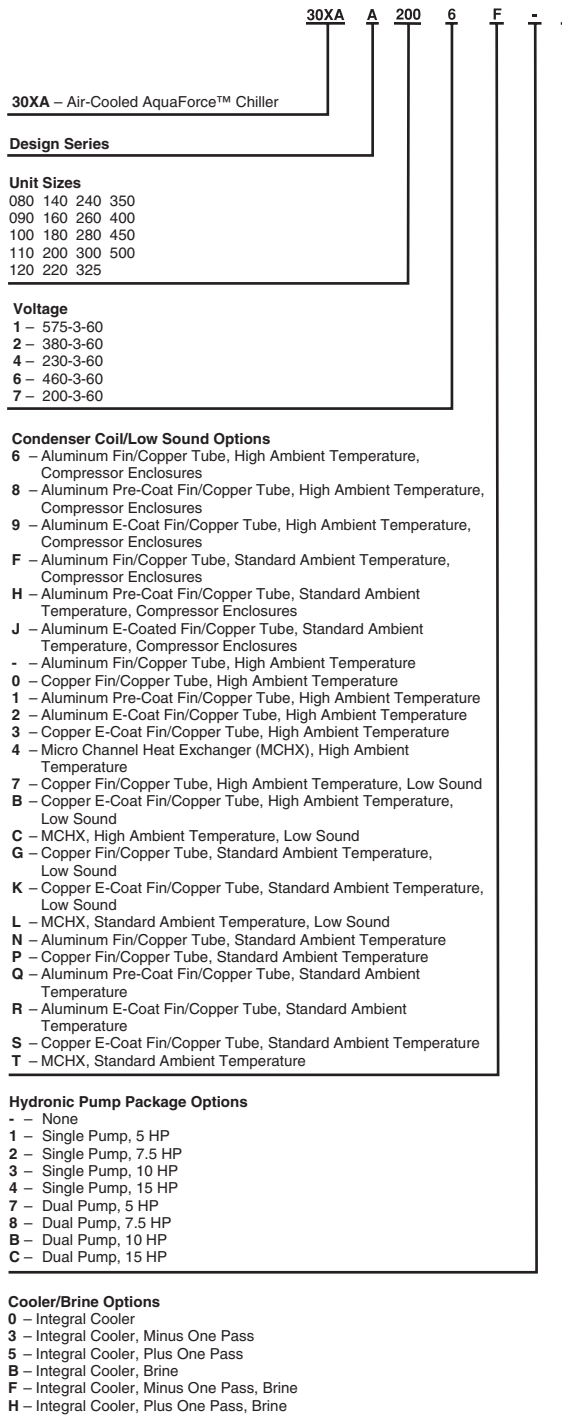 30XA A 200 6 F -
30XA – Air-Cooled AquaForce™ Chiller
Design Series
Unit Sizes
080 140 240 350
090 160 260 400
100 180 280 450
110 200 300 500
120 220 325
Voltage
1 – 575-3-60
2 – 380-3-60
4 – 230-3-60
6 – 460-3-60
7 – 200-3-60
Condenser Coil/Low Sound Options
6 – Aluminum Fin/Copper Tube, High Ambient Temperature,
Compressor Enclosures
8 – Aluminum Pre-Coat Fin/Copper Tube, High Ambient Temperature,
Compressor Enclosures
9 – Aluminum E-Coat Fin/Copper Tube, High Ambient Temperature,
Compressor Enclosures
F – Aluminum Fin/Copper Tube, Standard Ambient Temperature,
Compressor Enclosures
H – Aluminum Pre-Coat Fin/Copper Tube, Standard Ambient
Temperature, Compressor Enclosures
J – Aluminum E-Coated Fin/Copper Tube, Standard Ambient
Temperature, Compressor Enclosures
- – Aluminum Fin/Copper Tube, High Ambient Temperature
0 – Copper Fin/Copper Tube, High Ambient Temperature
1 – Aluminum Pre-Coat Fin/Copper Tube, High Ambient Temperature
2 – Aluminum E-Coat Fin/Copper Tube, High Ambient Temperature
3 – Copper E-Coat Fin/Copper Tube, High Ambient Temperature
4 – Micro Channel Heat Exchanger (MCHX), High Ambient
Temperature
7 – Copper Fin/Copper Tube, High Ambient Temperature, Low Sound
B – Copper E-Coat Fin/Copper Tube, High Ambient Temperature,
Low Sound
C – MCHX, High Ambient Temperature, Low Sound
G – Copper Fin/Copper Tube, Standard Ambient Temperature,
Low Sound
K – Copper E-Coat Fin/Copper Tube, Standard Ambient Temperature,
Low Sound
L – MCHX, Standard Ambient Temperature, Low Sound
N – Aluminum Fin/Copper Tube, Standard Ambient Temperature
P – Copper Fin/Copper Tube, Standard Ambient Temperature
Q – Aluminum Pre-Coat Fin/Copper Tube, Standard Ambient
Temperature
R – Aluminum E-Coat Fin/Copper Tube, Standard Ambient
Temperature
S – Copper E-Coat Fin/Copper Tube, Standard Ambient Temperature
T – MCHX, Standard Ambient Temperature
Hydronic Pump Package Options
- – None
1 – Single Pump, 5 HP
2 – Single Pump, 7.5 HP
3 – Single Pump, 10 HP
4 – Single Pump, 15 HP
7 – Dual Pump, 5 HP
8 – Dual Pump, 7.5 HP
B – Dual Pump, 10 HP
C – Dual Pump, 15 HP
Cooler/Brine Options
0 – Integral Cooler
3 – Integral Cooler, Minus One Pass
5 – Integral Cooler, Plus One Pass
B – Integral Cooler, Brine
F – Integral Cooler, Minus One Pass, Brine
H – Integral Cooler, Plus One Pass, Brine